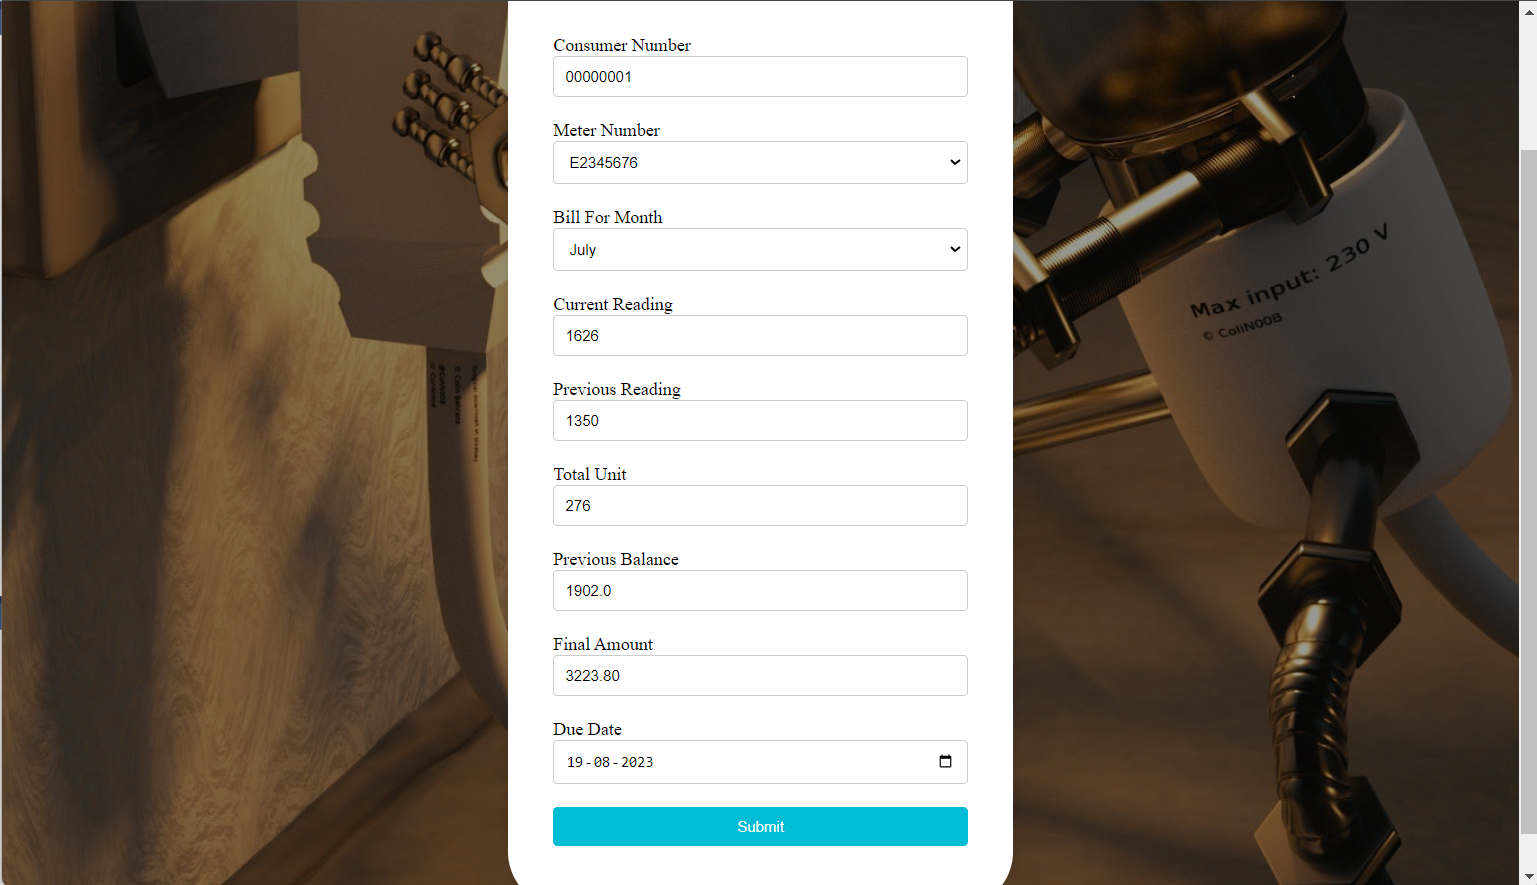 Consumer Number
00000001
Meter Number
E2345676
Bill For Month
July
Current Reading
1626
Previous Reading
1350
Total Unit
276
Previous Balance
1902.0
Final Amount
3223.80
Due Date
19-08-2023
Submit
Max input: 230 V
© ColiN00B